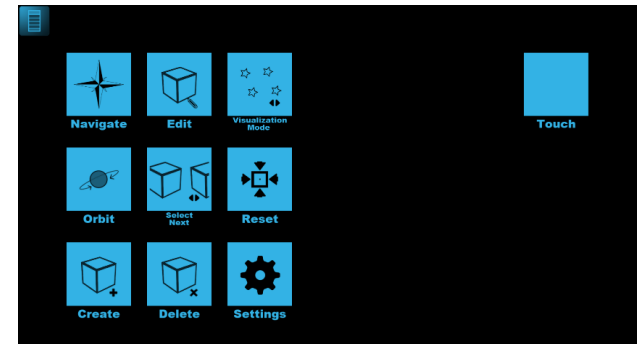 Navigate
Edit
Visualization
Mode
Touch
Orbit
Select
Next
Reset
Create
Delete
Settings